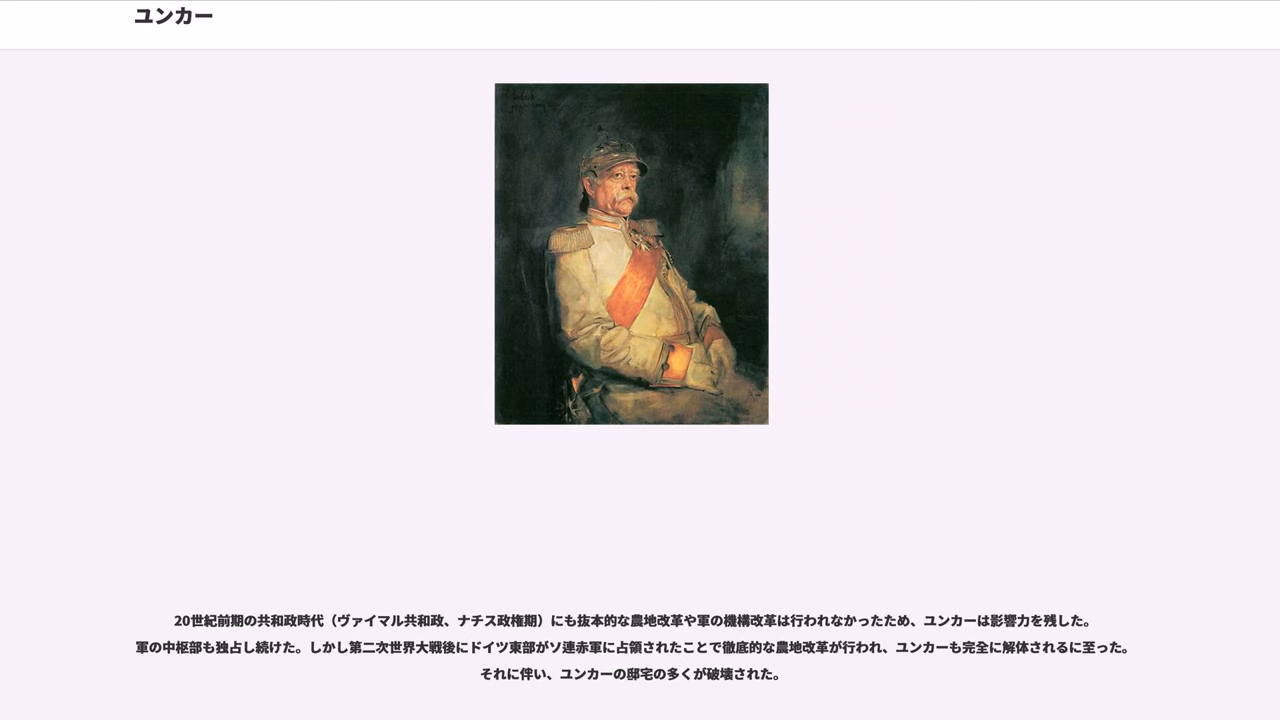 ユンカー
20世紀前期の共和政時代（ヴァイマル共和政、ナチス政権期）にも抜本的な農地改革や軍の機構改革は行われなかったため、ユンカーは影響力を残した。
軍の中枢部も独占し続けた。しかし第二次世界大戦後にドイツ東部がソ連赤軍に占領されたことで徹底的な農地改革が行われ、ユンカーも完全に解体されるに至った。
それに伴い、ユンカーの邸宅の多くが破壊された。